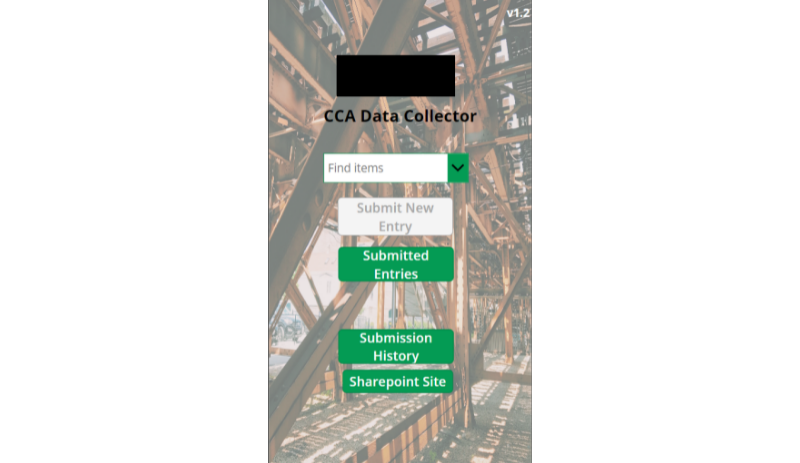 v1.2
CCA Data Collector
Find items
Submit New
Entry
Submitted
Entries
Submission
History
Sharepoint Site